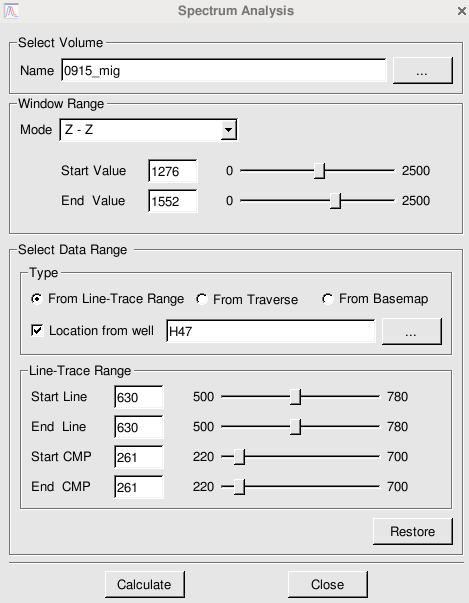 Spectrum Analysis
Select Volume
Name 0915_mig ...
Window Range
Mode Z - Z
Start Value 1276 0 2500
End Value 1552 0 2500
Select Data Range
Type
From Line-Trace Range From Traverse From Basemap
Location from well H47 ...
Line-Trace Range
Start Line 630 500 780
End Line 630 500 780
Start CMP 261 220 700
End CMP 261 220 700
Restore
Calculate Close